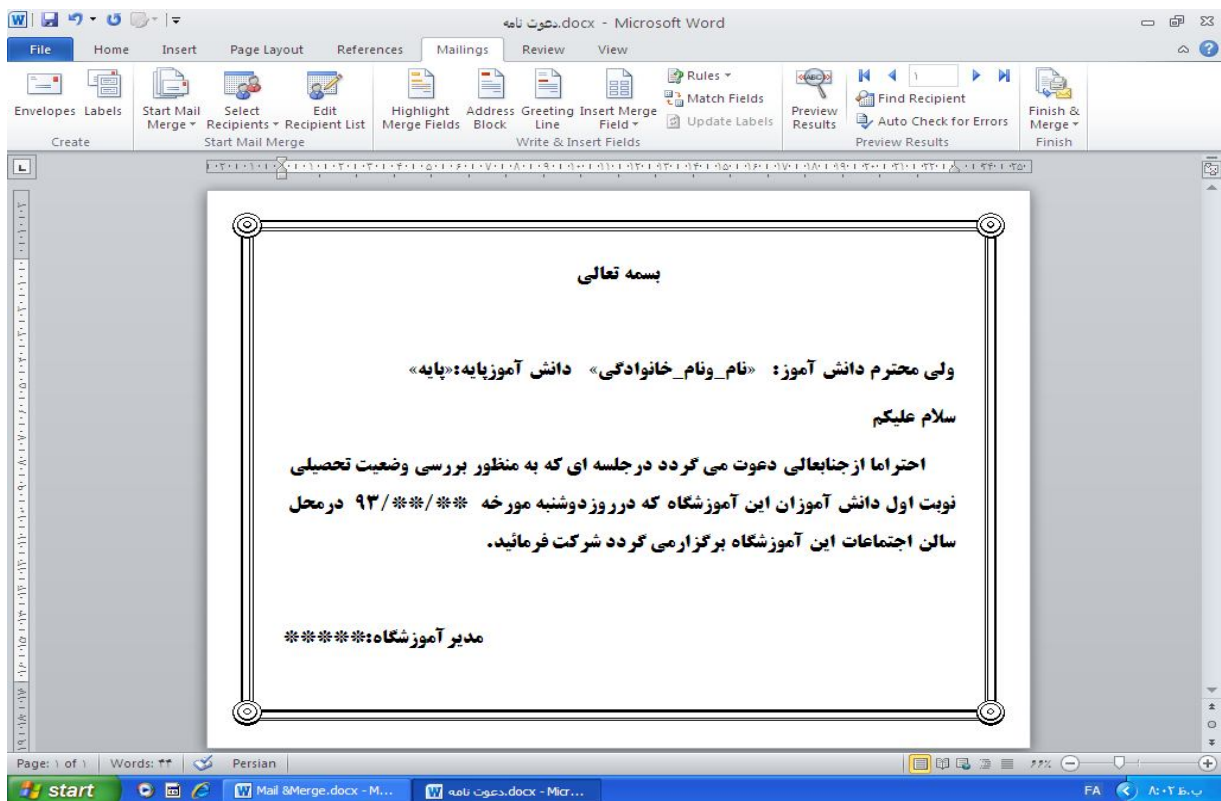 دعوت نامه.docx - Microsoft Word
File Home Insert Page Layout References Mailings Review View
Envelopes Labels
Create
Start Mail Merge Select Recipients Edit Recipient List
Start Mail Merge
Highlight Merge Fields Address Block Greeting Line Insert Merge Field
Rules
Match Fields
Update Labels
Write & Insert Fields
«ABC» Preview Results
۱
Find Recipient
Auto Check for Errors
Preview Results
Finish & Merge
Finish
بسمه تعالی
ولی محترم دانش آموز: «نام_ونام_خانوادگی» دانش آموزپایه:«پایه»
سلام علیکم
احتراما ازجنابعالی دعوت می گردد درجلسه ای که به منظور بررسی وضعیت تحصیلی
نوبت اول دانش آموزان این آموزشگاه که درروزدوشنبه مورخه **/**/۹۳ درمحل
سالن اجتماعات این آموزشگاه برگزارمی گردد شرکت فرمائید.
مدیر آموزشگاه:*****
Page: ۱ of ۱ Words: ۴۴ Persian
start Mail &Merge.docx - M... دعوت نامه.docx - Micr... FA ۸:۰۲ ب.ظ